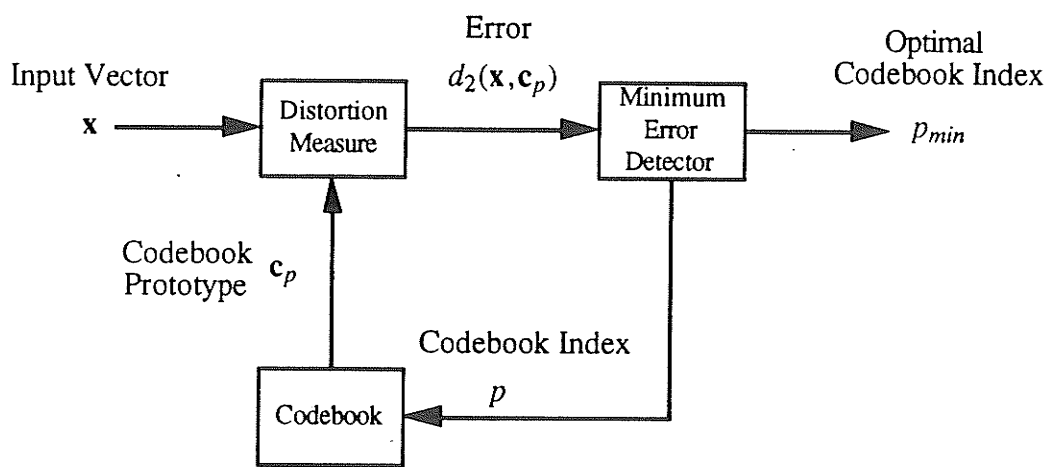 Error
d₂(x, cₚ)
Optimal
Codebook Index
Input Vector
x
Distortion
Measure
Minimum
Error
Detector
p_min
Codebook
Prototype cₚ
Codebook Index
p
Codebook